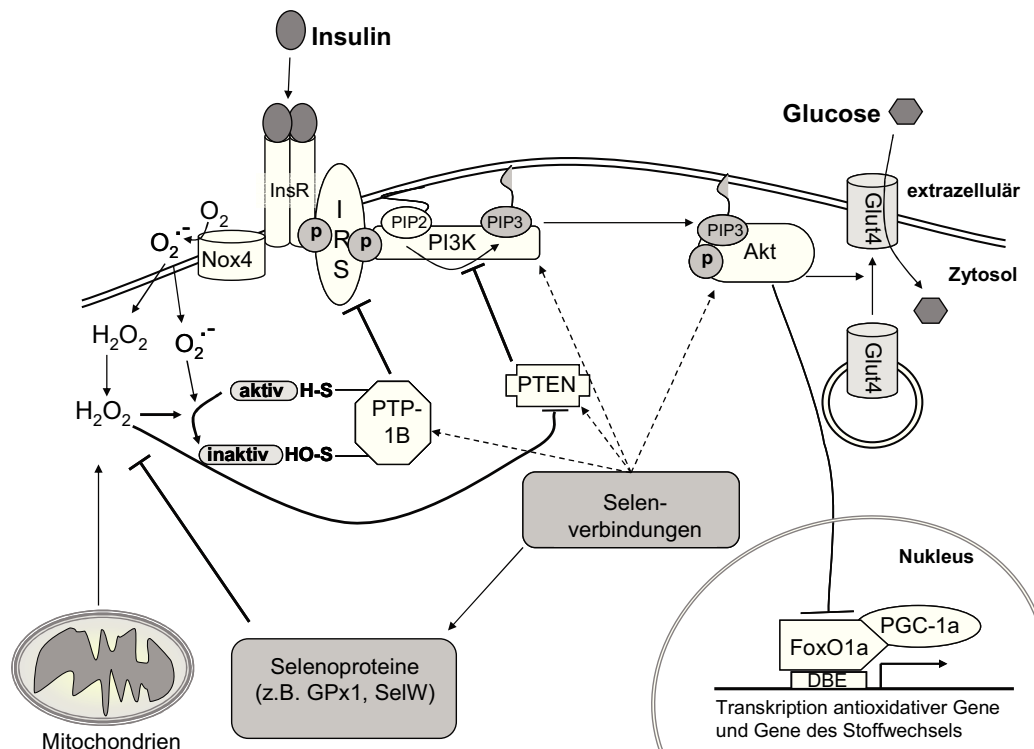 Insulin
Glucose
extrazellulär
Zytosol
InsR
I
R
S
p
p
PIP2
PIP3
PI3K
PIP3
p
Akt
Glut4
Glut4
O2
O2·-
Nox4
H2O2
O2·-
H2O2
aktiv H-S
inaktiv HO-S
PTP-
1B
PTEN
Selen-
verbindungen
Selenoproteine
(z.B. GPx1, SelW)
Mitochondrien
Nukleus
PGC-1a
FoxO1a
DBE
Transkription antioxidativer Gene
und Gene des Stoffwechsels